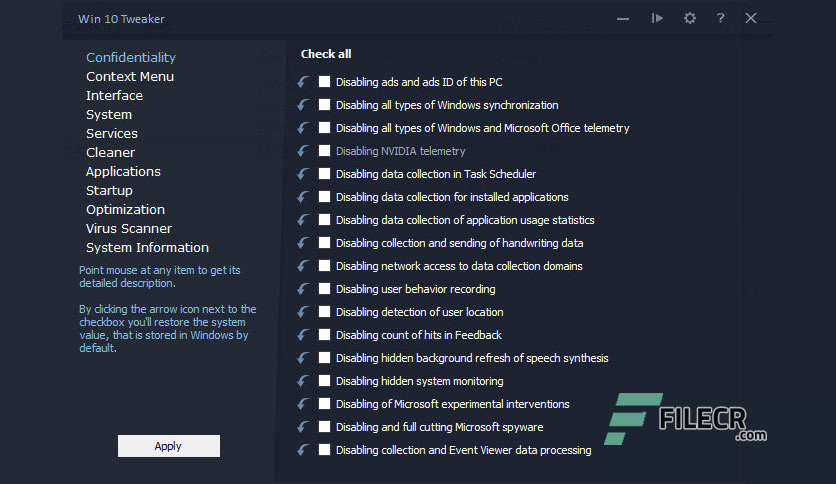 Win 10 Tweaker
?
Confidentiality
Context Menu
Interface
System
Services
Cleaner
Applications
Startup
Optimization
Virus Scanner
System Information
Point mouse at any item to get its
detailed description.
By clicking the arrow icon next to the
checkbox you'll restore the system
value, that is stored in Windows by
default.
Apply
Check all
Disabling ads and ads ID of this PC
Disabling all types of Windows synchronization
Disabling all types of Windows and Microsoft Office telemetry
Disabling NVIDIA telemetry
Disabling data collection in Task Scheduler
Disabling data collection for installed applications
Disabling data collection of application usage statistics
Disabling collection and sending of handwriting data
Disabling network access to data collection domains
Disabling user behavior recording
Disabling detection of user location
Disabling count of hits in Feedback
Disabling hidden background refresh of speech synthesis
Disabling hidden system monitoring
Disabling of Microsoft experimental interventions
Disabling and full cutting Microsoft spyware
Disabling collection and Event Viewer data processing
FILECR
.com